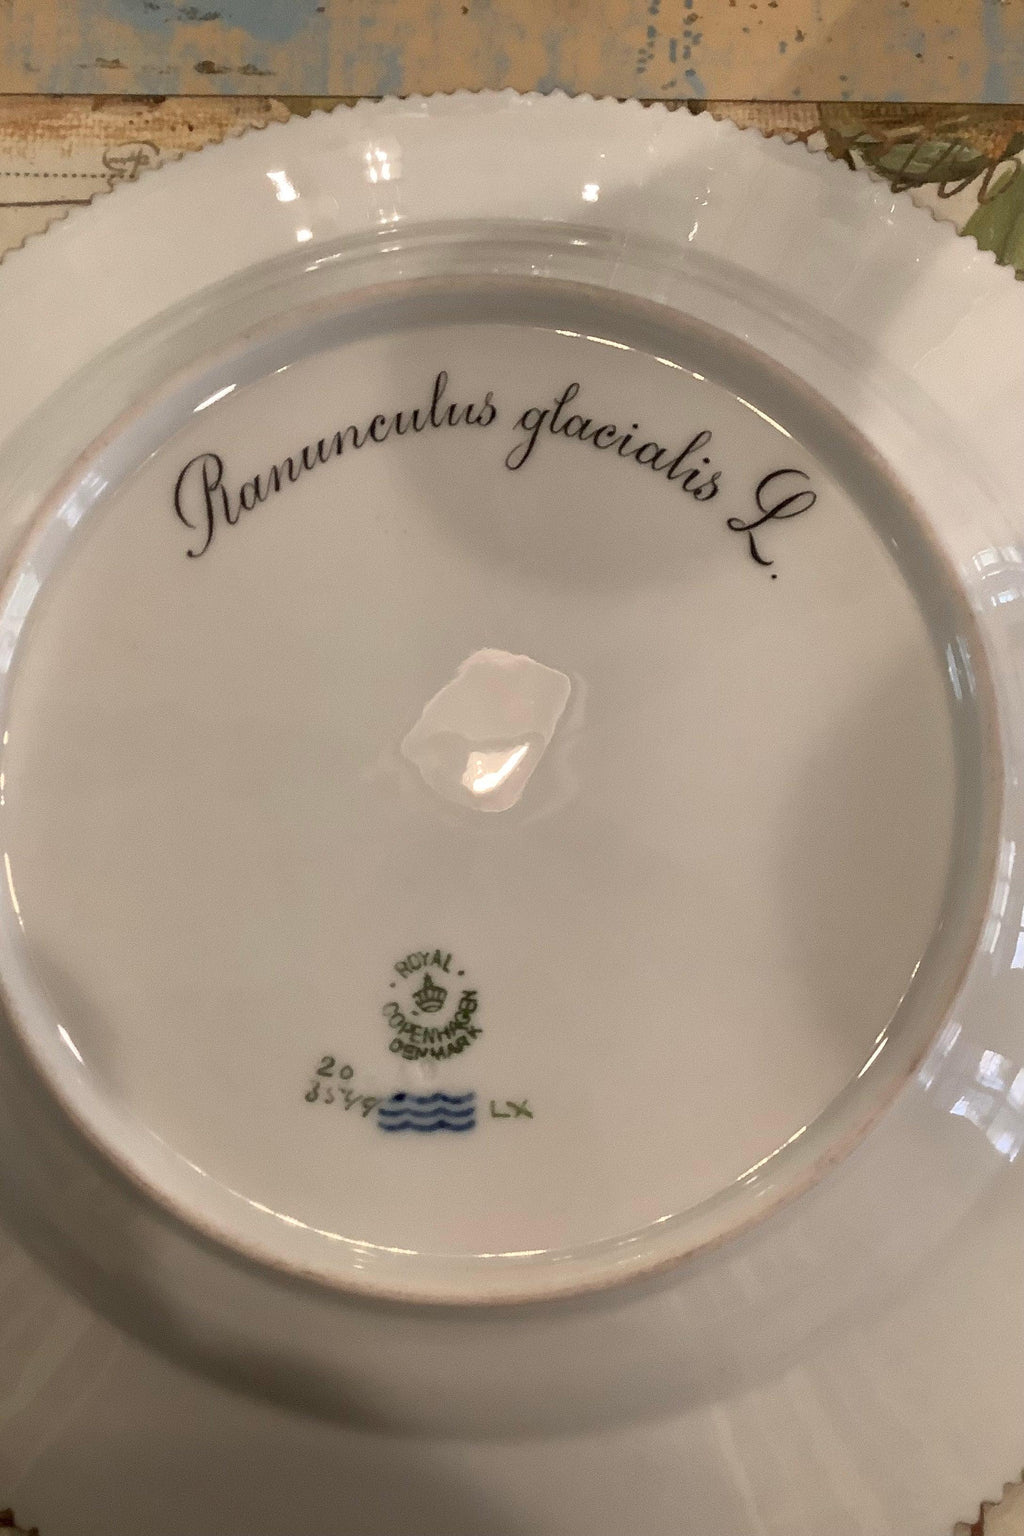 Ranunculus glacialis L.
ROYAL
COPENHAGEN
DENMARK
20
3549 LX